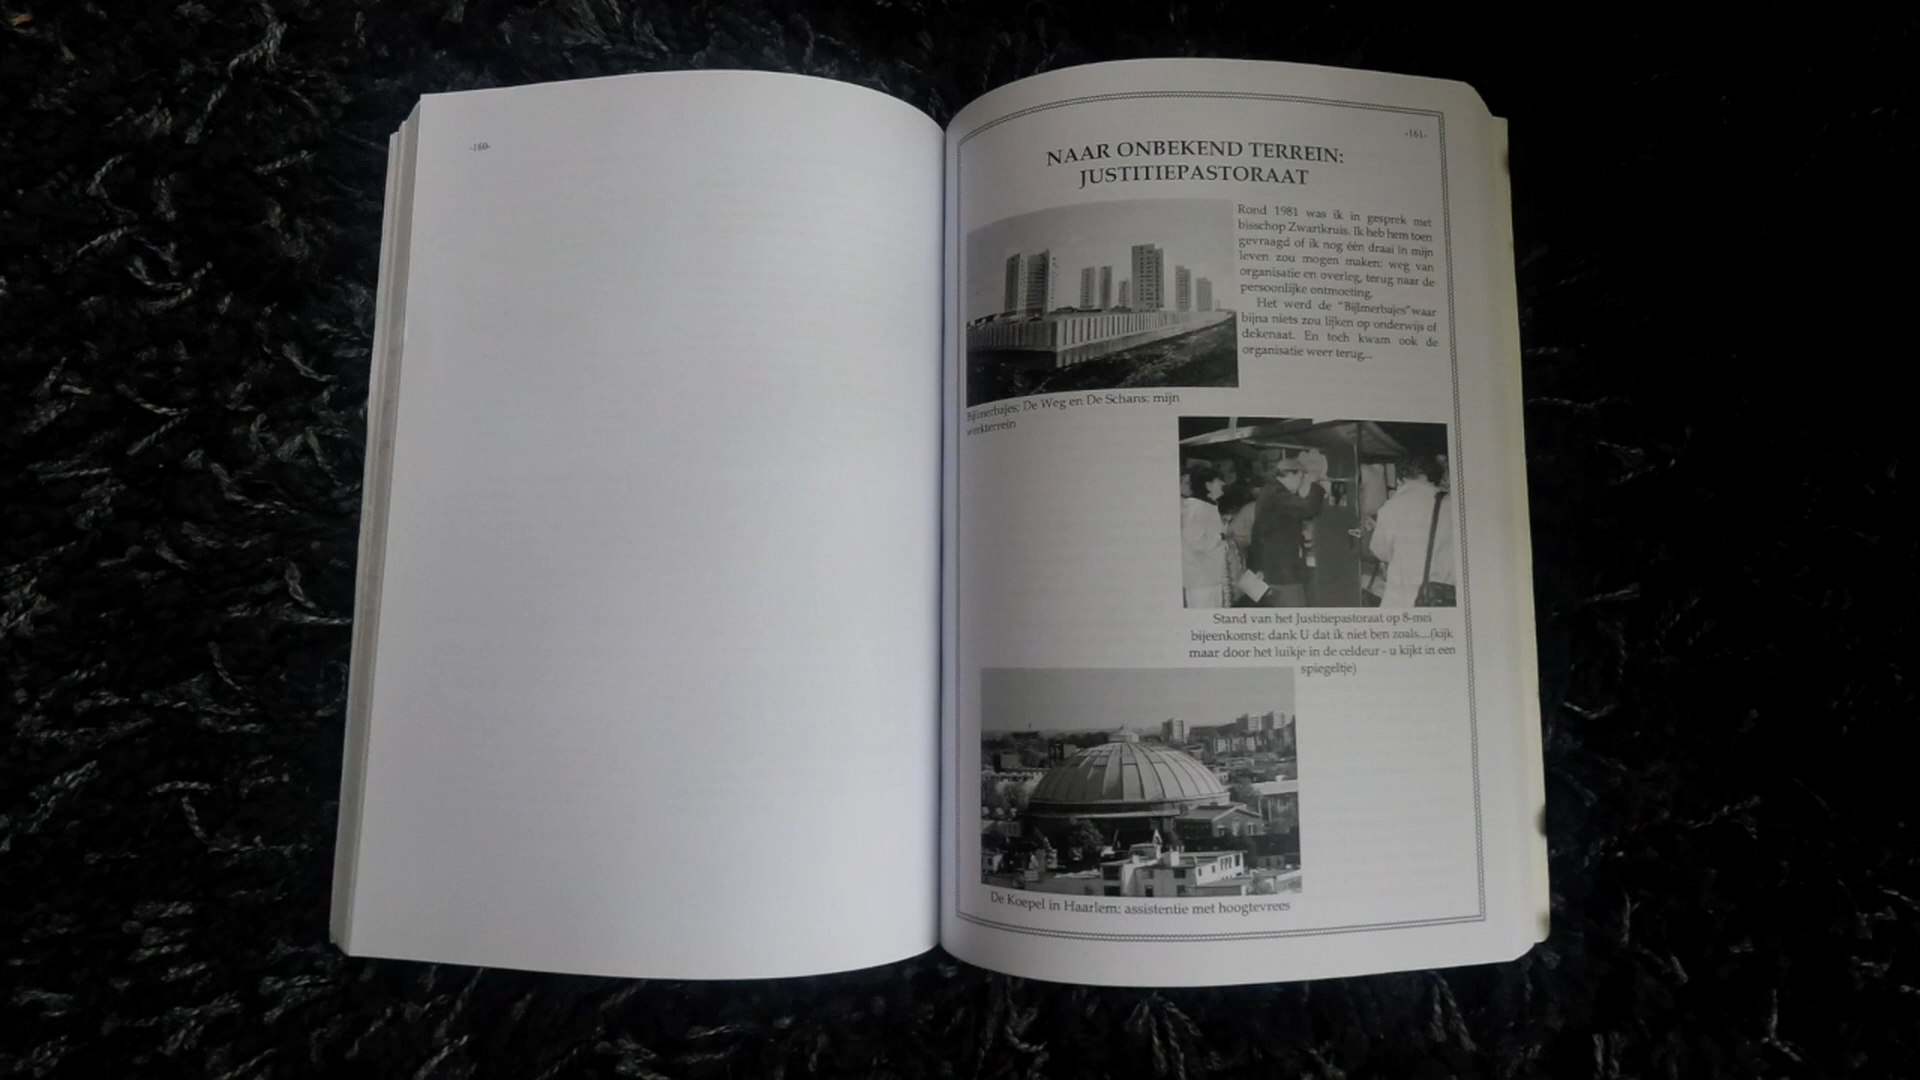 -160-
-161-
NAAR ONBEKEND TERREIN:
JUSTITIEPASTORAAT
Rond 1981 was ik in gesprek met
bisschop Zwartkruis. Ik heb hem toen
gevraagd of ik nog één draai in mijn
leven zou mogen maken: weg van
organisatie en overleg, terug naar de
persoonlijke ontmoeting.
Het werd de "Bijlmerbajes" waar
bijna niets zou lijken op onderwijs of
dekenaat. En toch kwam ook de
organisatie weer terug...
Bijlmerbajes; De Weg en De Schans: mijn
werkterrein
Stand van het Justitiepastoraat op 8-mei
bijeenkomst: dank U dat ik niet ben zoals....(kijk
maar door het luikje in de celdeur - u kijkt in een
spiegeltje)
De Koepel in Haarlem: assistentie met hoogtevrees